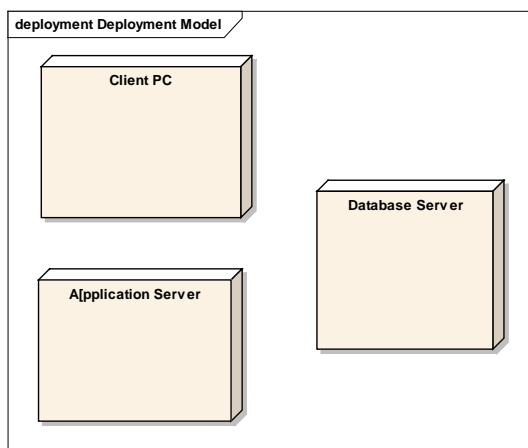 deployment Deployment Model
Client PC
Database Server
A[pplication Server